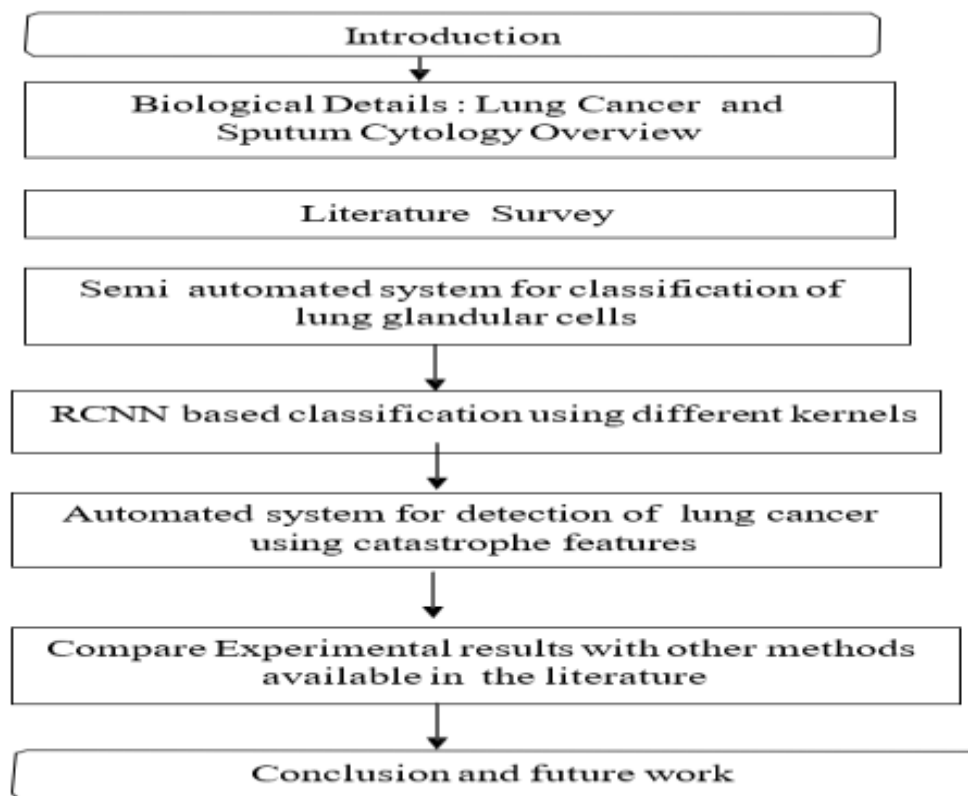 Introduction
Biological Details : Lung Cancer and
Sputum Cytology Overview
Literature Survey
Semi automated system for classification of
lung glandular cells
RCNN based classification using different kernels
Automated system for detection of lung cancer
using catastrophe features
Compare Experimental results with other methods
available in the literature
Conclusion and future work